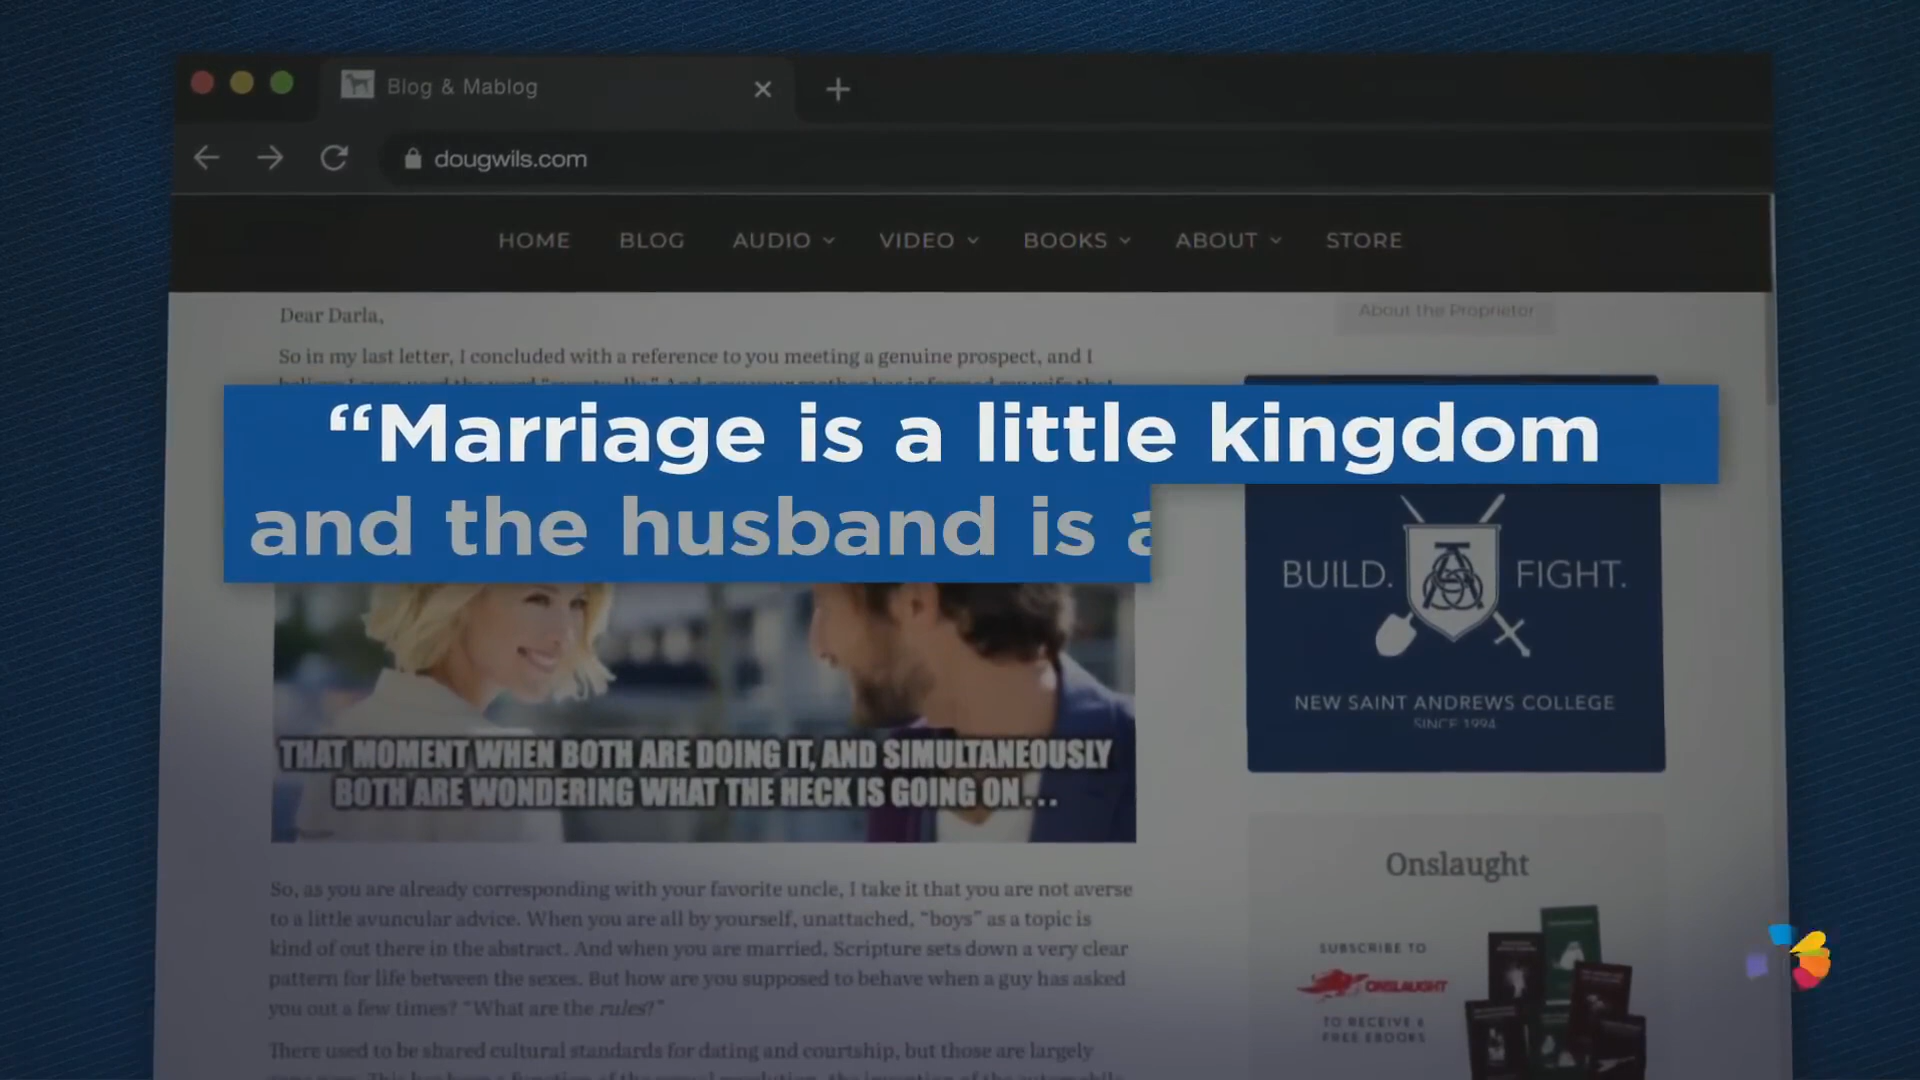 Blog & Mablog
dougwils.com
HOME BLOG AUDIO VIDEO BOOKS ABOUT STORE
Dear Darla,
So in my last letter, I concluded with a reference to you meeting a genuine prospect, and I
“Marriage is a little kingdom
and the husband is a
THAT MOMENT WHEN BOTH ARE DOING IT, AND SIMULTANEOUSLY
BOTH ARE WONDERING WHAT THE HECK IS GOING ON...
So, as you are already corresponding with your favorite uncle, I take it that you are not averse
to a little avuncular advice. When you are all by yourself, unattached, “boys” as a topic is
kind of out there in the abstract. And when you are married, Scripture sets down a very clear
pattern for life between the sexes. But how are you supposed to behave when a guy has asked
you out a few times? “What are the rules?”
There used to be shared cultural standards for dating and courtship, but those are largely
About the Proprietor
BUILD. FIGHT.
NEW SAINT ANDREWS COLLEGE
SINCE 1994
Onslaught
SUBSCRIBE TO
ONSLAUGHT
TO RECEIVE 6
FREE EBOOKS